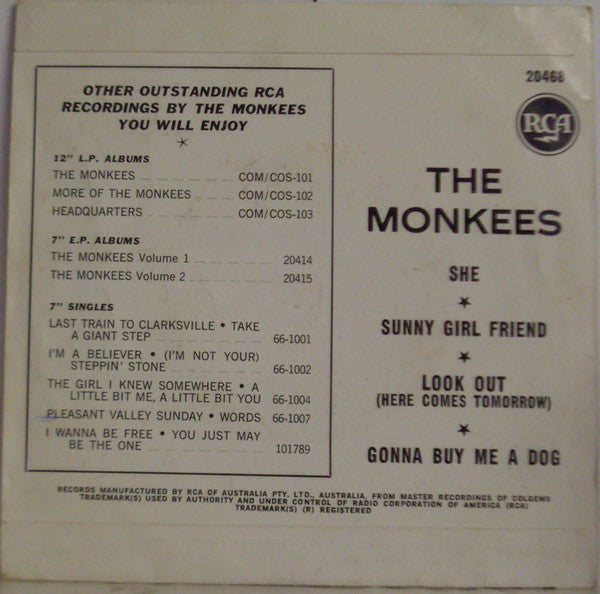 OTHER OUTSTANDING RCA
RECORDINGS BY THE MONKEES
YOU WILL ENJOY
12" L.P. ALBUMS
THE MONKEES COM/COS-101
MORE OF THE MONKEES COM/COS-102
HEADQUARTERS COM/COS-103
7" E.P. ALBUMS
THE MONKEES Volume 1 20414
THE MONKEES Volume 2 20415
7" SINGLES
LAST TRAIN TO CLARKSVILLE • TAKE
A GIANT STEP 66-1001
I'M A BELIEVER • (I'M NOT YOUR)
STEPPIN' STONE 66-1002
THE GIRL I KNEW SOMEWHERE • A
LITTLE BIT ME, A LITTLE BIT YOU 66-1004
PLEASANT VALLEY SUNDAY • WORDS 66-1007
I WANNA BE FREE • YOU JUST MAY
BE THE ONE 101789
20468
RCA
THE
MONKEES
SHE
SUNNY GIRL FRIEND
LOOK OUT
(HERE COMES TOMORROW)
GONNA BUY ME A DOG
RECORDS MANUFACTURED BY RCA OF AUSTRALIA PTY. LTD., AUSTRALIA, FROM MASTER RECORDINGS OF COLGEMS
TRADEMARK(S) USED BY AUTHORITY AND UNDER CONTROL OF RADIO CORPORATION OF AMERICA (RCA)
TRADEMARK(S) (R) REGISTERED